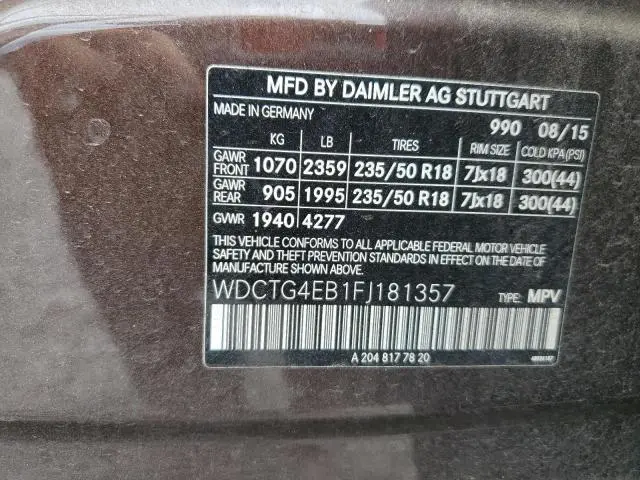 MFD BY DAIMLER AG STUTTGART
MADE IN GERMANY
990 08/15
KG LB TIRES RIM SIZE COLD KPA (PSI)
GAWR FRONT 1070 2359 235/50 R18 7Jx18 300(44)
GAWR REAR 905 1995 235/50 R18 7Jx18 300(44)
GVWR 1940 4277
THIS VEHICLE CONFORMS TO ALL APPLICABLE FEDERAL MOTOR VEHICLE
SAFETY AND THEFT PREVENTION STANDARDS IN EFFECT ON THE DATE OF
MANUFACTURE SHOWN ABOVE.
WDCTG4EB1FJ181357 TYPE: MPV
A 204 817 78 20